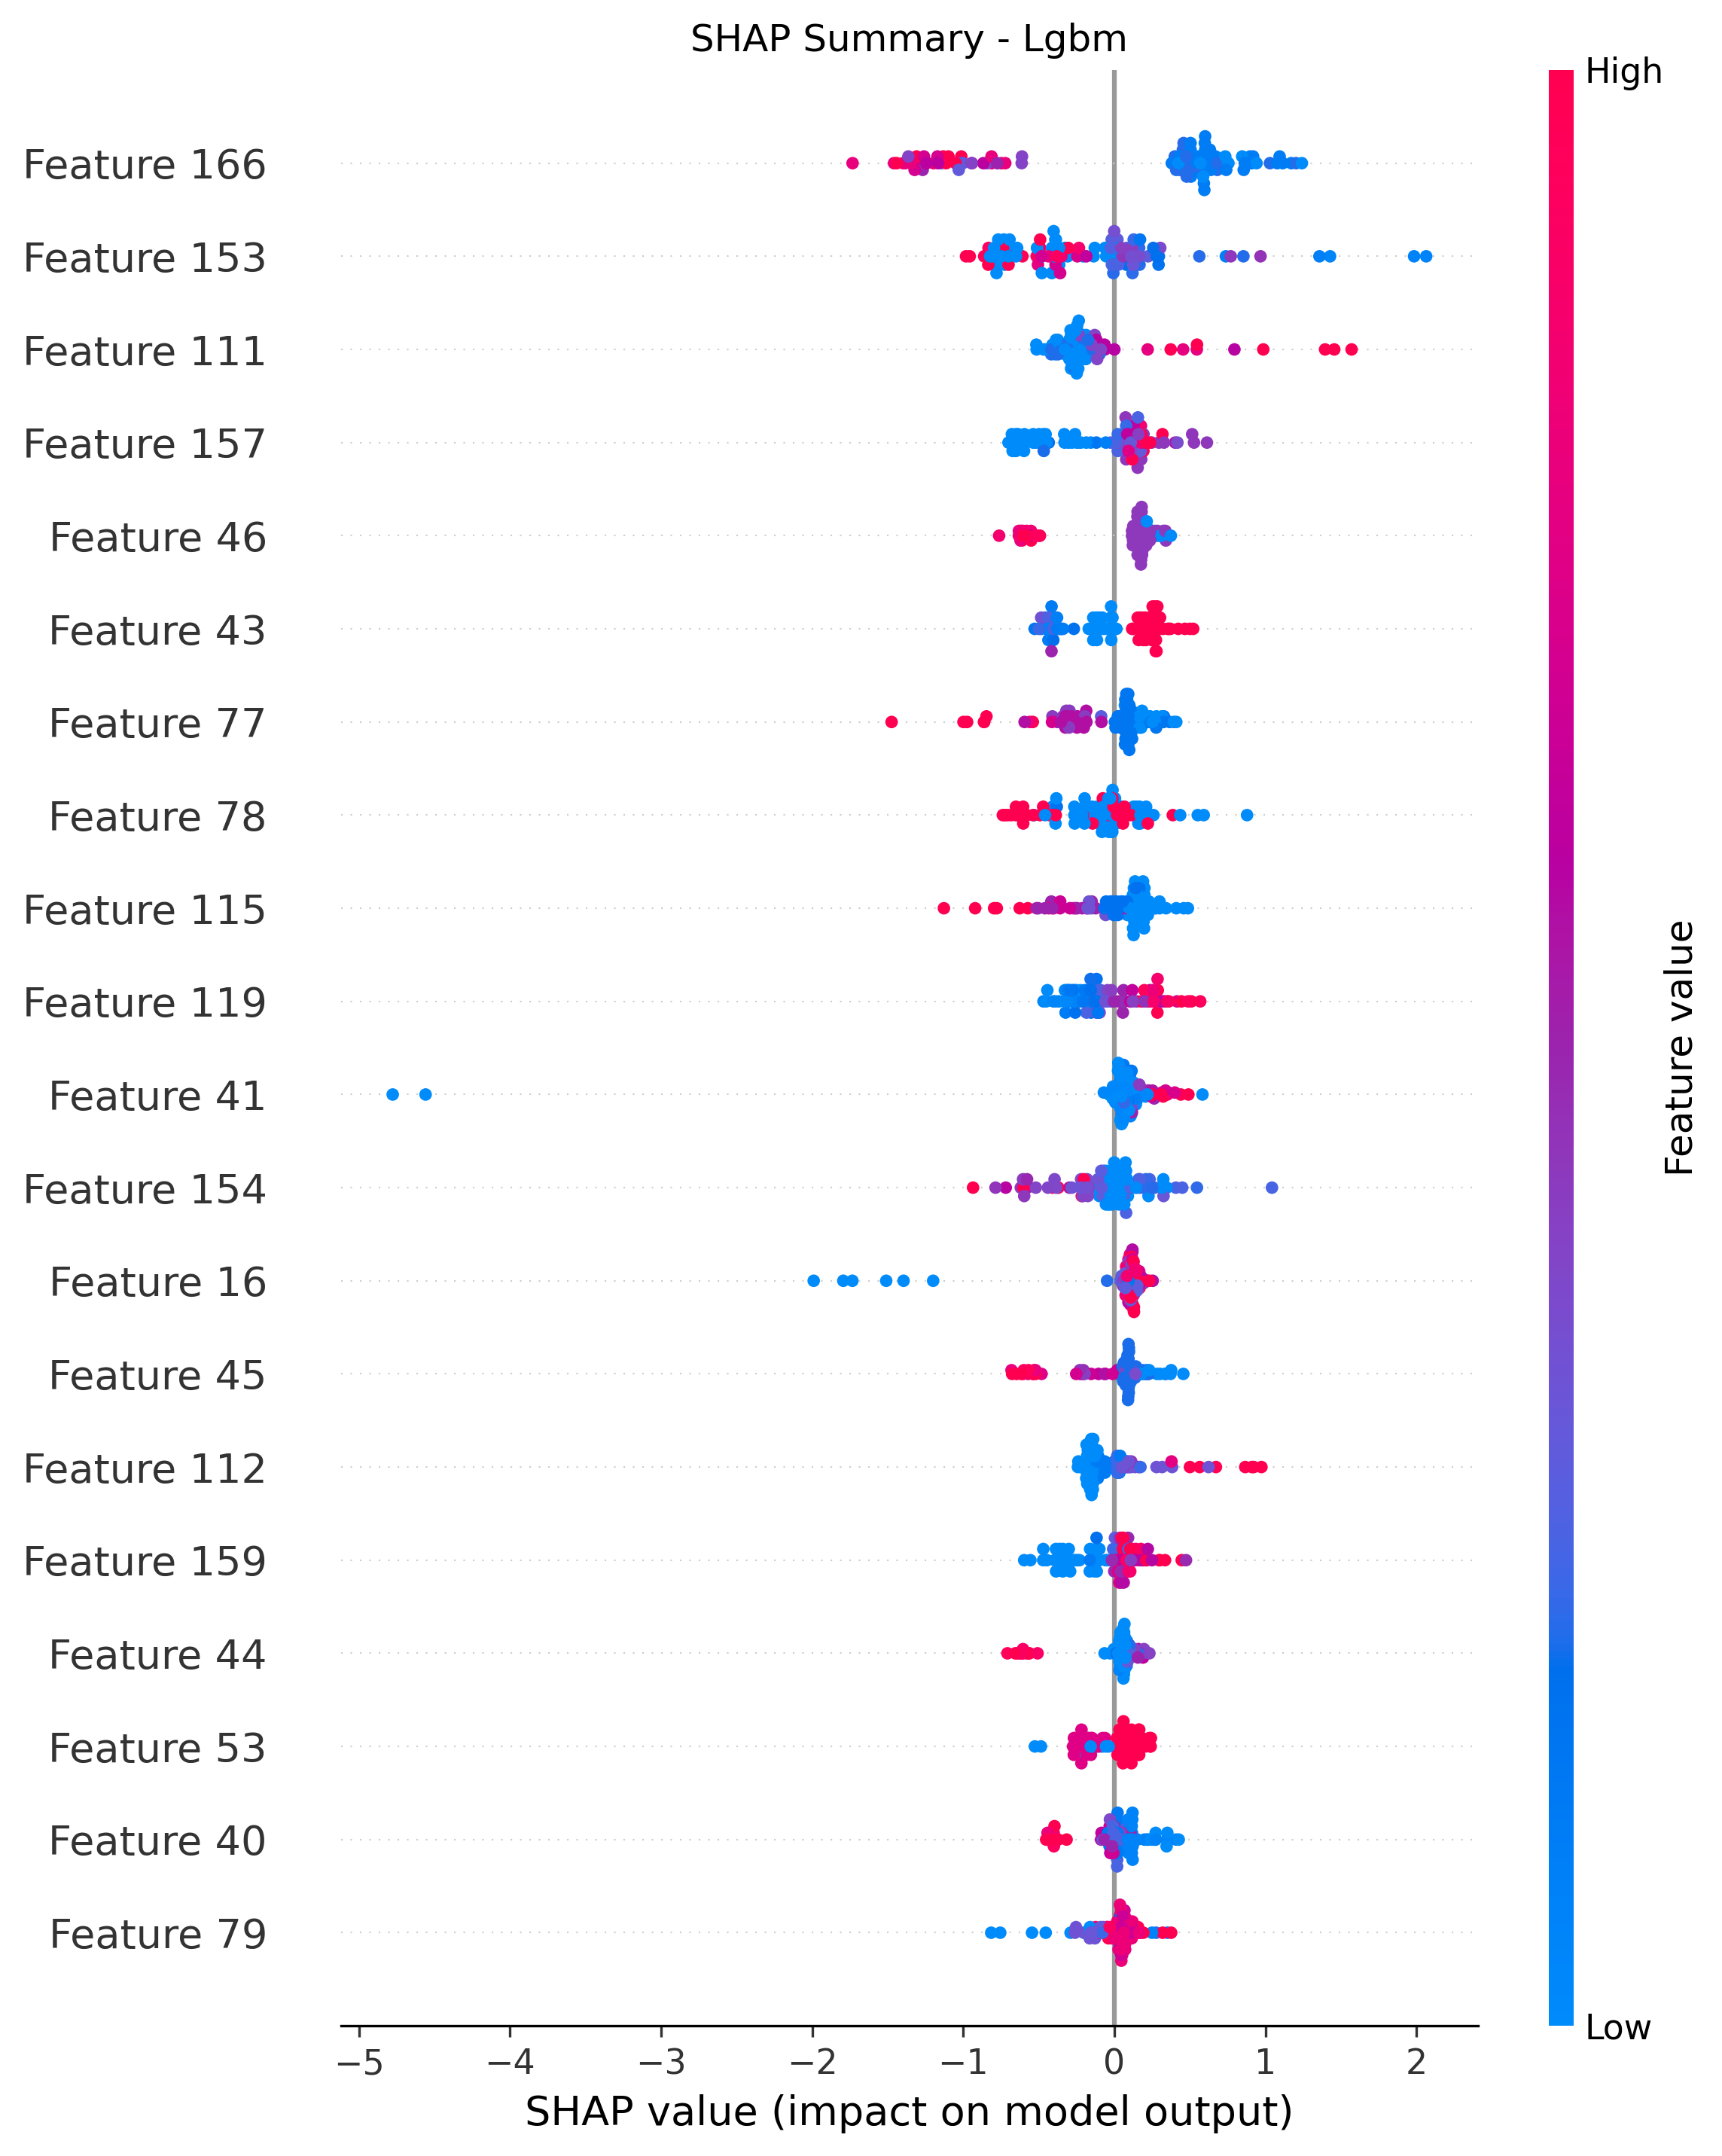 SHAP Summary - Lgbm
High
Feature 166
Feature 153
Feature 111
Feature 157
Feature 46
Feature 43
Feature 77
Feature 78
Feature 115
Feature 119
Feature 41
Feature 154
Feature 16
Feature 45
Feature 112
Feature 159
Feature 44
Feature 53
Feature 40
Feature 79
Feature value
Low
−5 −4 −3 −2 −1 0 1 2
SHAP value (impact on model output)